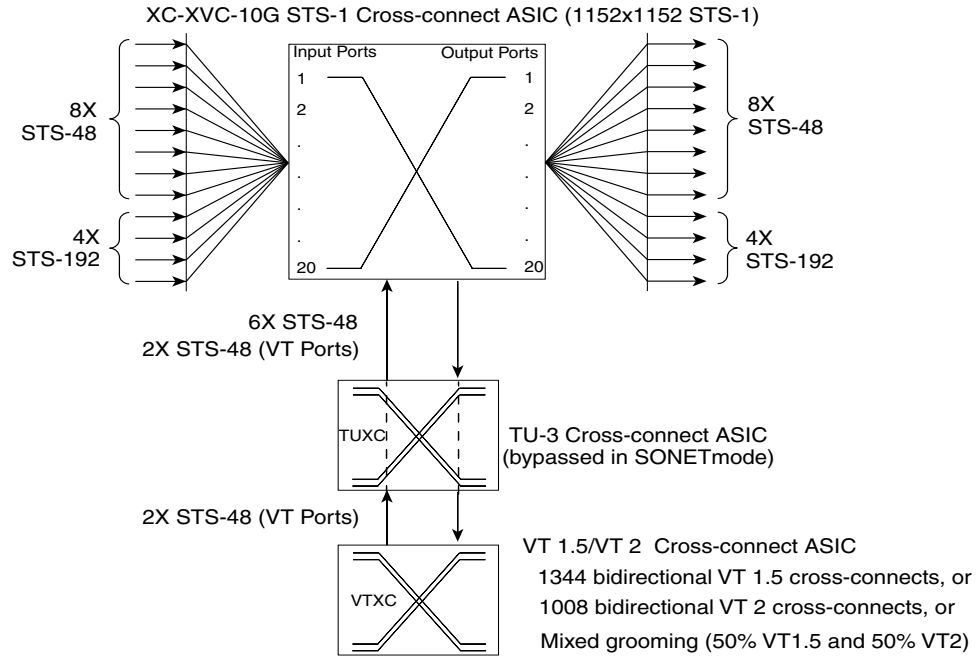 XC-XVC-10G STS-1 Cross-connect ASIC (1152x1152 STS-1)
Input Ports
Output Ports
1
1
2
2
.
.
.
.
.
.
20
20
8X
STS-48
4X
STS-192
8X
STS-48
4X
STS-192
6X STS-48
2X STS-48 (VT Ports)
TUXC
TU-3 Cross-connect ASIC
(bypassed in SONETmode)
2X STS-48 (VT Ports)
VTXC
VT 1.5/VT 2 Cross-connect ASIC
1344 bidirectional VT 1.5 cross-connects, or
1008 bidirectional VT 2 cross-connects, or
Mixed grooming (50% VT1.5 and 50% VT2)